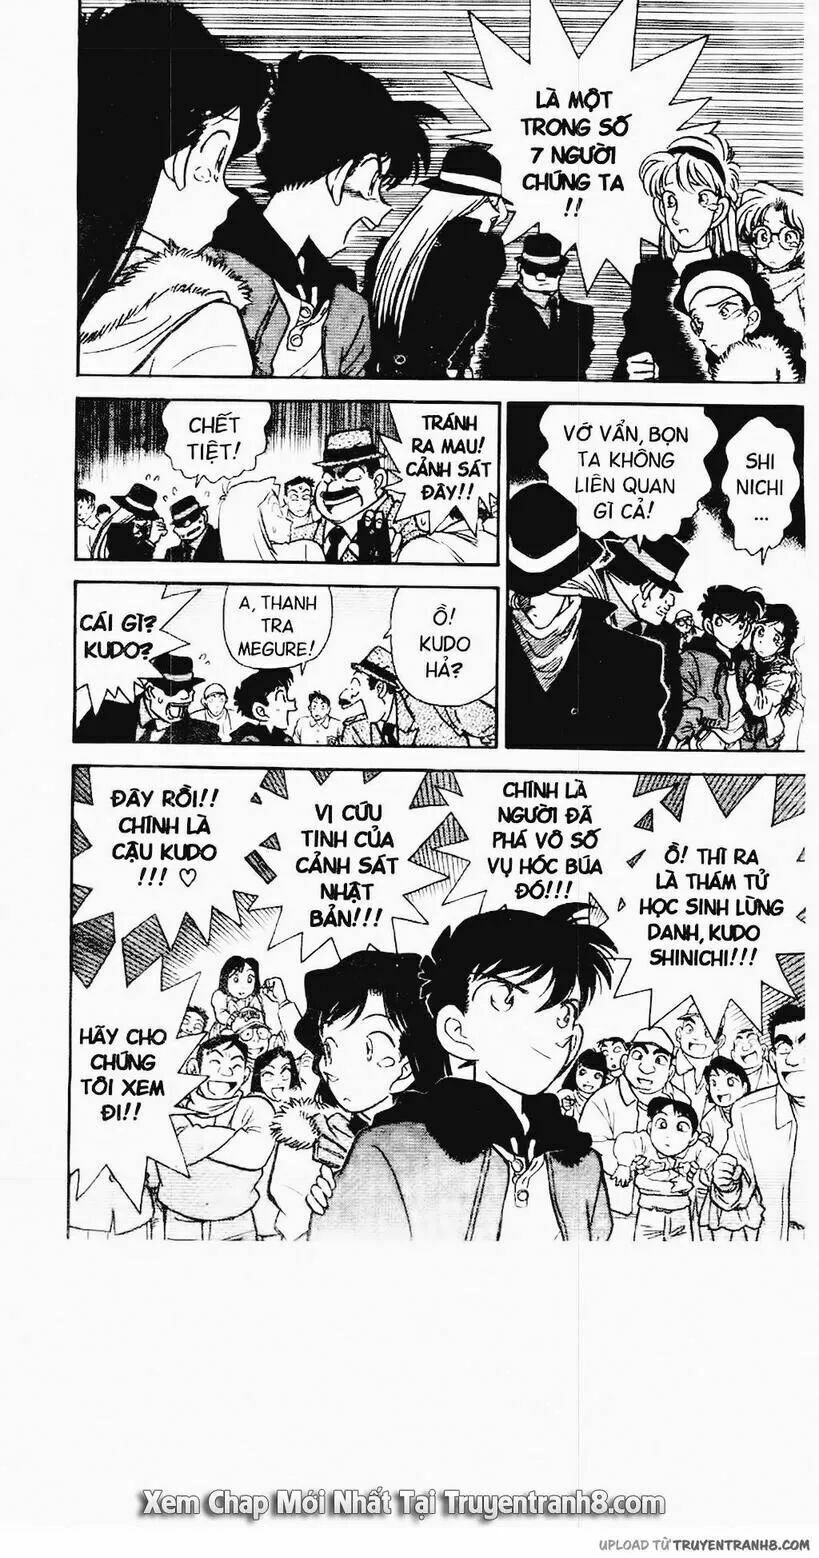 LÀ MỘT
TRONG SỐ
7 NGƯỜI
CHÚNG TA
!!
SHI
NICHI
...
VỚ VẨN, BỌN
TA KHÔNG
LIÊN QUAN
GÌ CẢ!
TRÁNH
RA MAU!
CẢNH SÁT
ĐÂY!!
CHẾT
TIỆT!
Ồ!
KUDO
HẢ?
A, THANH
TRA
MEGURE!
CÁI GÌ?
KUDO?
Ồ! THÌ RA
LÀ THÁM TỬ
HỌC SINH LỪNG
DANH, KUDO
SHINICHI!!!
CHÍNH LÀ
NGƯỜI ĐÃ
PHÁ VÔ SỐ
VỤ HÓC BÚA
ĐÓ!!!
VỊ CỨU
TINH CỦA
CẢNH SÁT
NHẬT
BẢN!!!
ĐÂY RỒI!!
CHÍNH LÀ
CẬU KUDO
!!! ♡
HÃY CHO
CHÚNG
TÔI XEM
ĐI!!
Xem Chap Mới Nhất Tại Truyentranh8.com
UPLOAD TỪ TRUYENTRANH8.COM